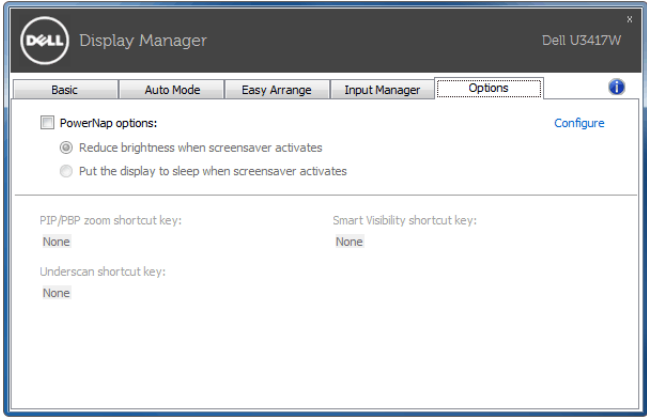 DELL Display Manager
x
Dell U3417W
Basic Auto Mode Easy Arrange Input Manager Options i
PowerNap options: Configure
Reduce brightness when screensaver activates
Put the display to sleep when screensaver activates
PIP/PBP zoom shortcut key: Smart Visibility shortcut key:
None None
Underscan shortcut key:
None